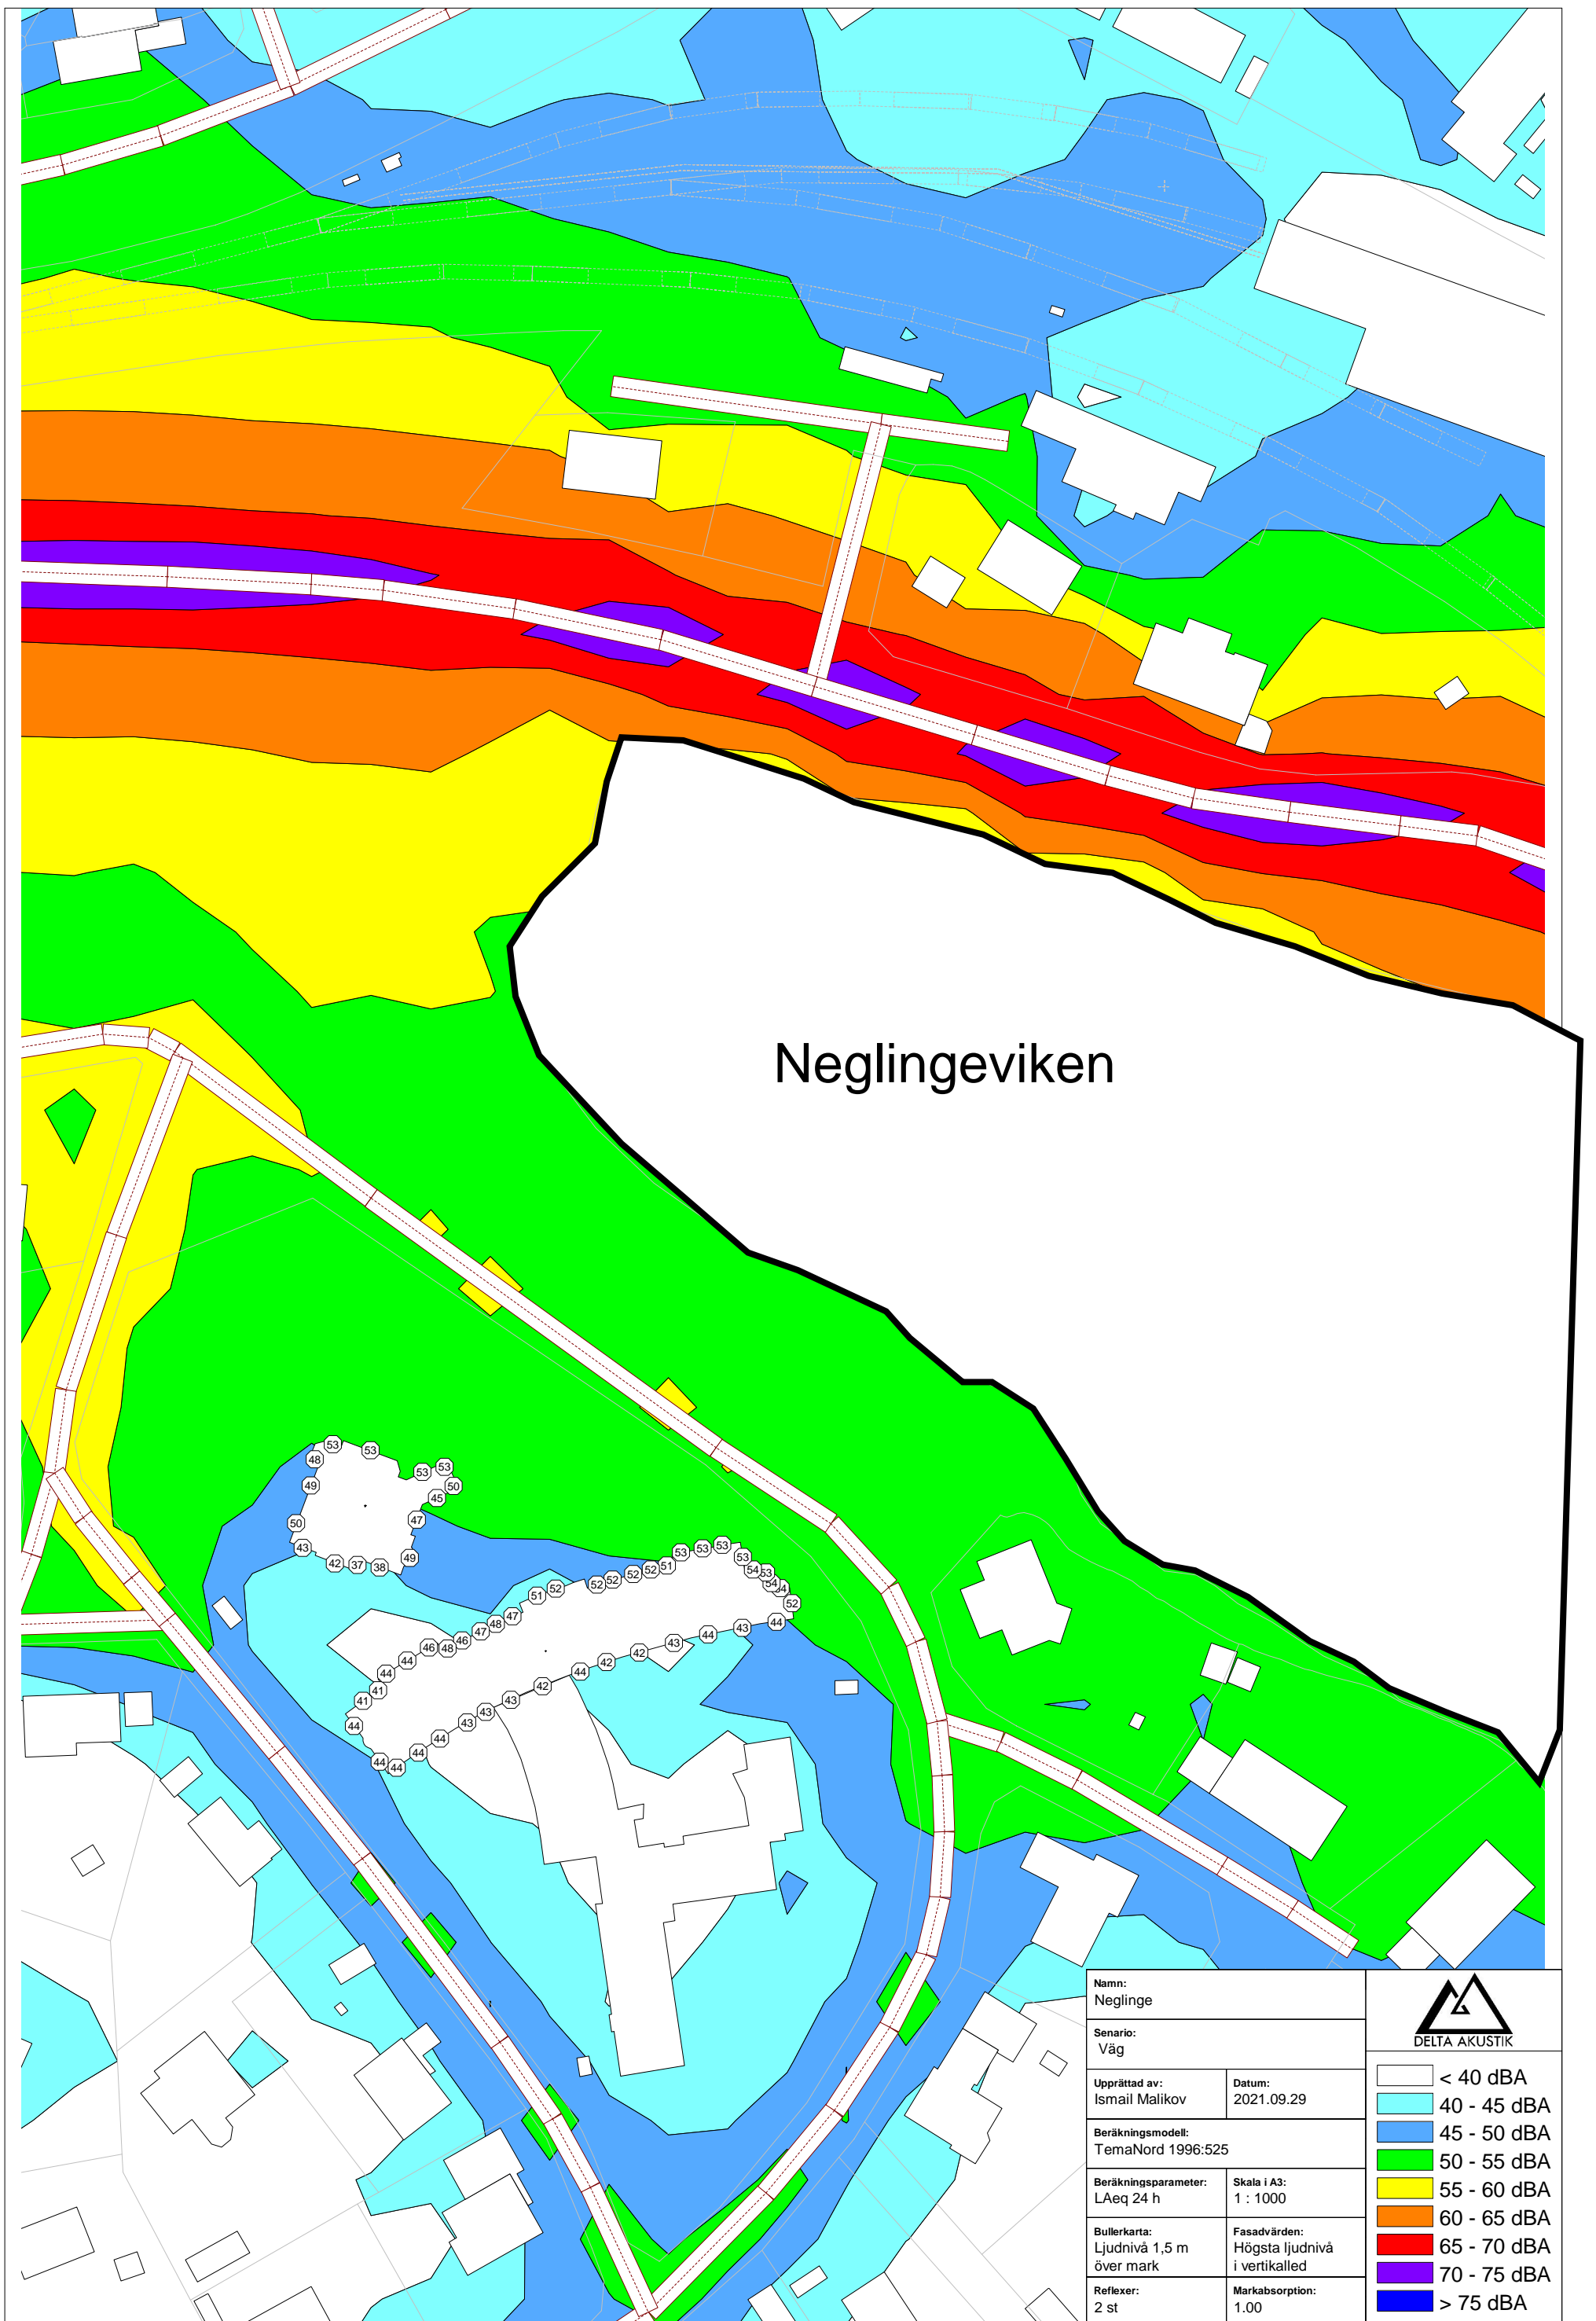 53
53
48
53
53
49
50
45
50
47
43
49
42
37
38
53
53
53
53
51
54
53
52
52
54
54
52
52
52
51
52
47
44
48
43
47
44
46
43
48
46
42
44
42
44
44
41
42
41
43
44
43
43
44
44
44
44
Neglingeviken
Namn:
Neglinge
Senario:
Väg
Upprättad av:
Ismail Malikov
Datum:
2021.09.29
Beräkningsmodell:
TemaNord 1996:525
Beräkningsparameter:
LAeq 24 h
Skala i A3:
1 : 1000
Bullerkarta:
Ljudnivå 1,5 m
över mark
Fasadvärden:
Högsta ljudnivå
i vertikalled
Reflexer:
2 st
Markabsorption:
1.00
DELTA AKUSTIK
< 40 dBA
40 - 45 dBA
45 - 50 dBA
50 - 55 dBA
55 - 60 dBA
60 - 65 dBA
65 - 70 dBA
70 - 75 dBA
> 75 dBA